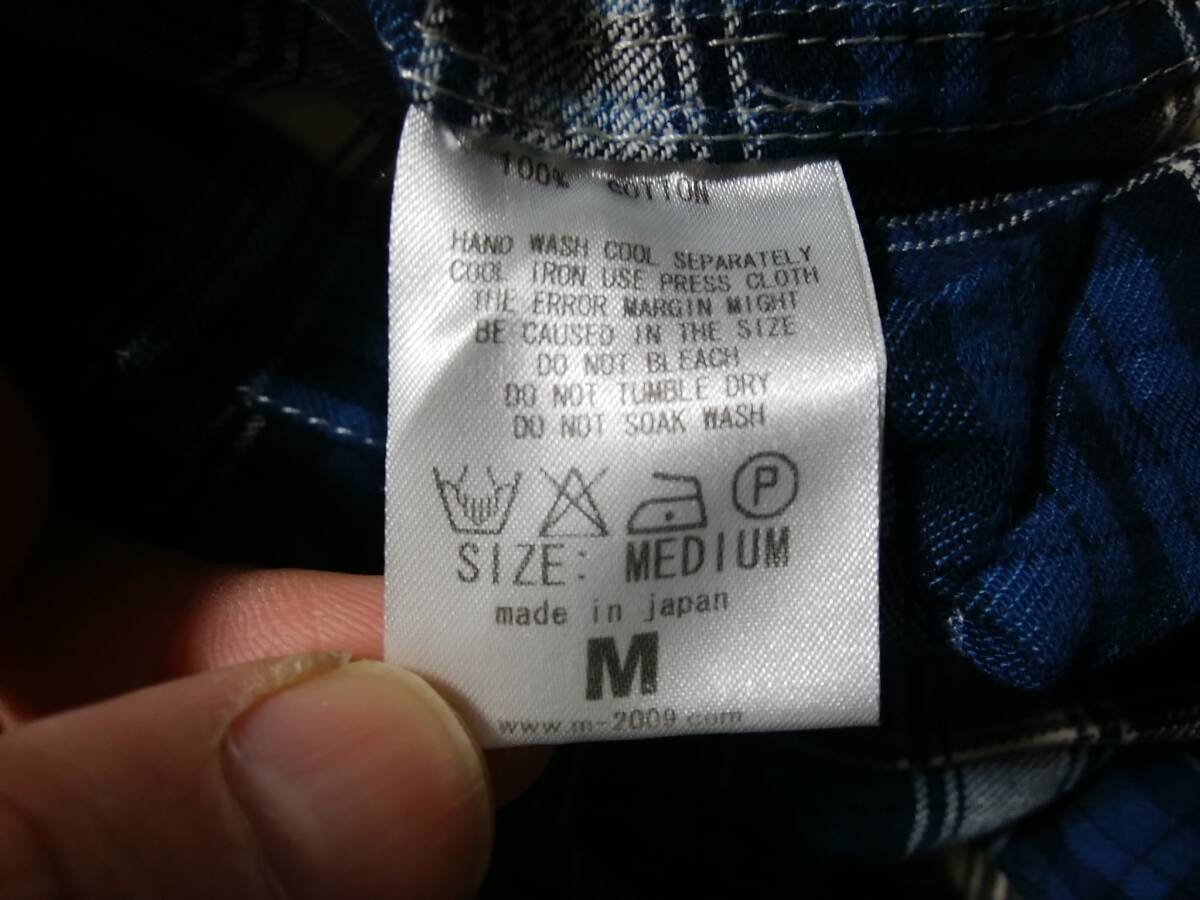 100% COTTON
HAND WASH COOL SEPARATELY
COOL IRON USE PRESS CLOTH
THE ERROR MARGIN MIGHT
BE CAUSED IN THE SIZE
DO NOT BLEACH
DO NOT TUMBLE DRY
DO NOT SOAK WASH
P
SIZE: MEDIUM
made in japan
M
www.m-2009.com